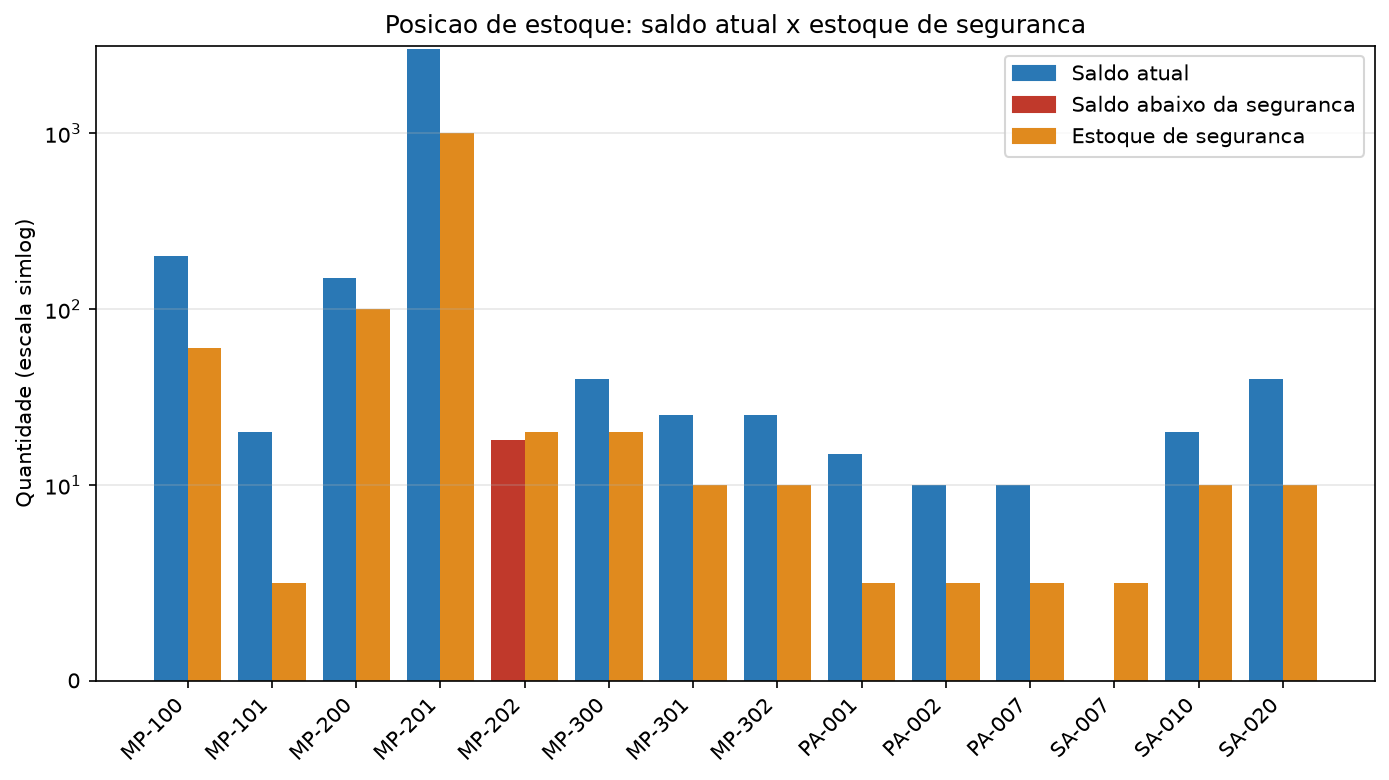 Posicao de estoque: saldo atual x estoque de seguranca
Saldo atual
Saldo abaixo da seguranca
Estoque de seguranca
Quantidade (escala simlog)
10³
10²
10¹
0
MP-100
MP-101
MP-200
MP-201
MP-202
MP-300
MP-301
MP-302
PA-001
PA-002
PA-007
SA-007
SA-010
SA-020